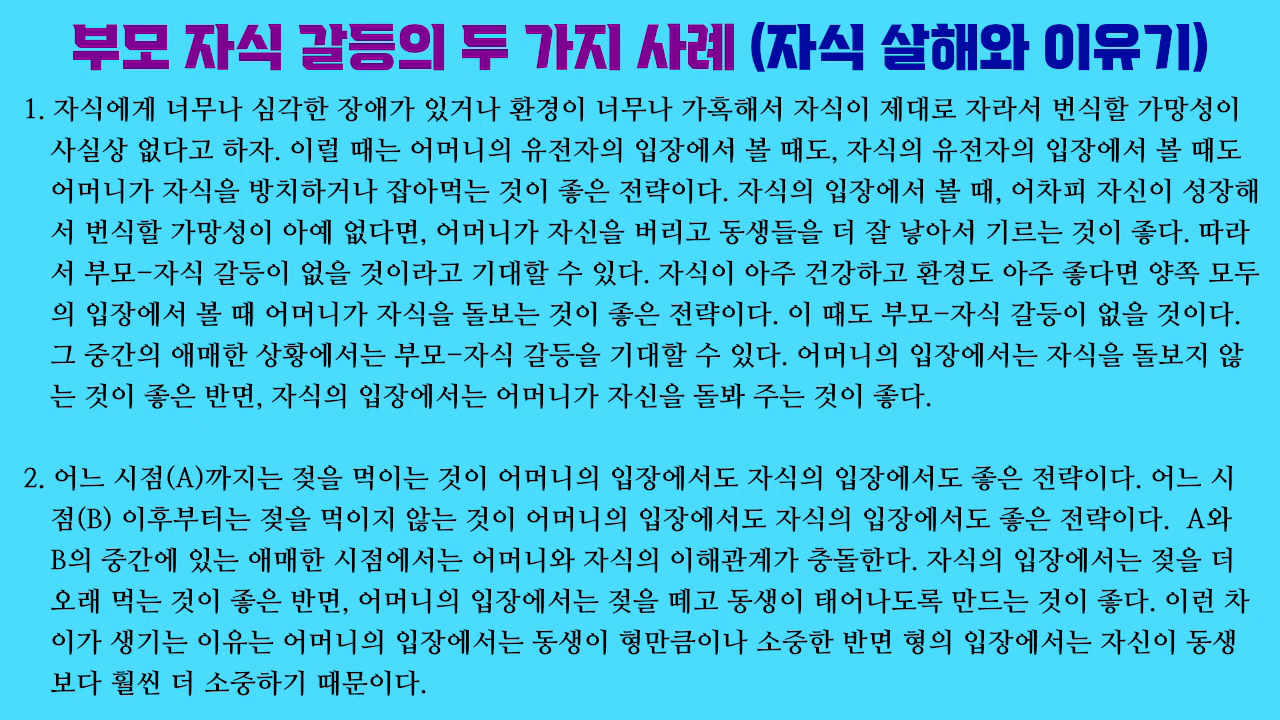 부모 자식 갈등의 두 가지 사례 (자식 살해와 이유기)
1. 자식에게 너무나 심각한 장애가 있거나 환경이 너무나 가혹해서 자식이 제대로 자라서 번식할 가망성이
사실상 없다고 하자. 이럴 때는 어머니의 유전자의 입장에서 볼 때도, 자식의 유전자의 입장에서 볼 때도
어머니가 자식을 방치하거나 잡아먹는 것이 좋은 전략이다. 자식의 입장에서 볼 때, 어차피 자신이 성장해
서 번식할 가망성이 아예 없다면, 어머니가 자신을 버리고 동생들을 더 잘 낳아서 기르는 것이 좋다. 따라
서 부모-자식 갈등이 없을 것이라고 기대할 수 있다. 자식이 아주 건강하고 환경도 아주 좋다면 양쪽 모두
의 입장에서 볼 때 어머니가 자식을 돌보는 것이 좋은 전략이다. 이 때도 부모-자식 갈등이 없을 것이다.
그 중간의 애매한 상황에서는 부모-자식 갈등을 기대할 수 있다. 어머니의 입장에서는 자식을 돌보지 않
는 것이 좋은 반면, 자식의 입장에서는 어머니가 자신을 돌봐 주는 것이 좋다.
2. 어느 시점(A)까지는 젖을 먹이는 것이 어머니의 입장에서도 자식의 입장에서도 좋은 전략이다. 어느 시
점(B) 이후부터는 젖을 먹이지 않는 것이 어머니의 입장에서도 자식의 입장에서도 좋은 전략이다. A와
B의 중간에 있는 애매한 시점에서는 어머니와 자식의 이해관계가 충돌한다. 자식의 입장에서는 젖을 더
오래 먹는 것이 좋은 반면, 어머니의 입장에서는 젖을 떼고 동생이 태어나도록 만드는 것이 좋다. 이런 차
이가 생기는 이유는 어머니의 입장에서는 동생이 형만큼이나 소중한 반면 형의 입장에서는 자신이 동생
보다 훨씬 더 소중하기 때문이다.